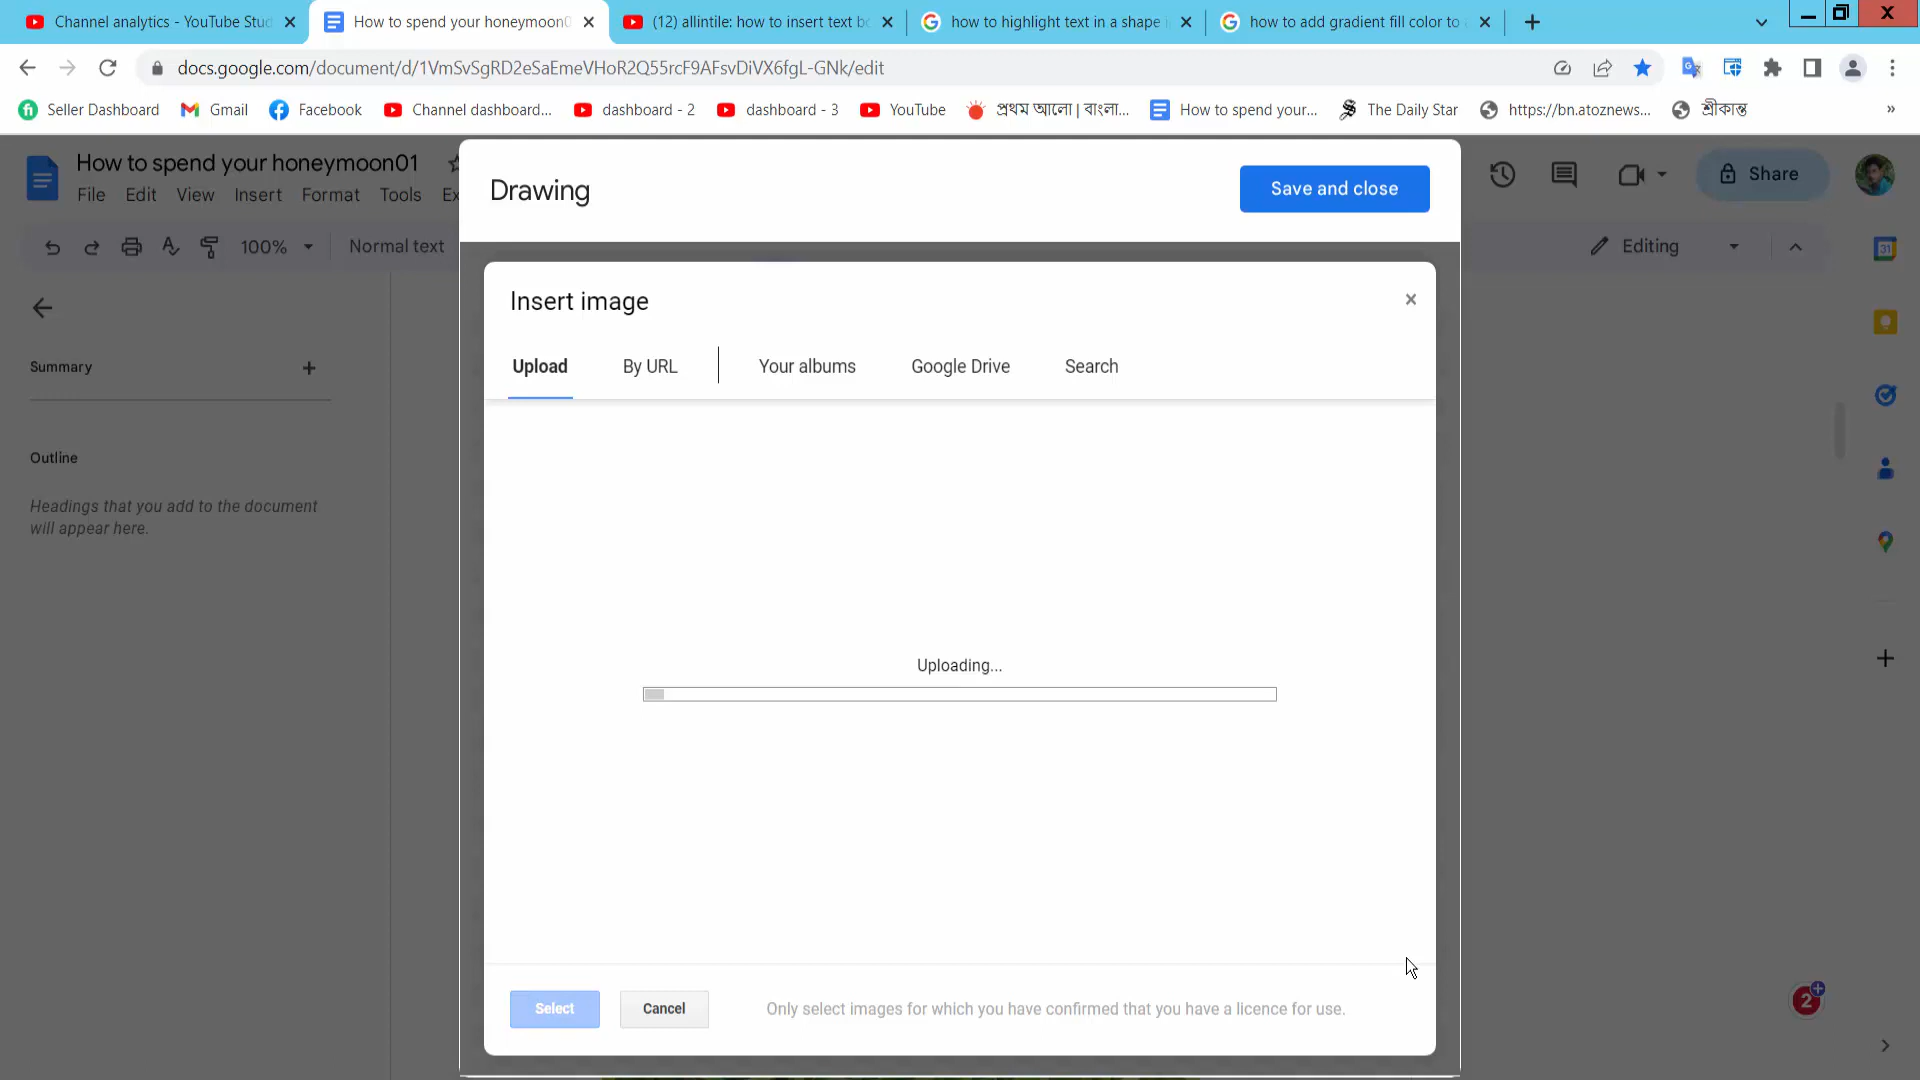 Channel analytics - YouTube Stud
How to spend your honeymoon0
(12) allintile: how to insert text bo
how to highlight text in a shape i
how to add gradient fill color to a
docs.google.com/document/d/1VmSvSgRD2eSaEmeVHoR2Q55rcF9AFsvDiVX6fgL-GNk/edit
Seller Dashboard
Gmail
Facebook
Channel dashboard...
dashboard - 2
dashboard - 3
YouTube
প্রথম আলো | বাংলা...
How to spend your...
The Daily Star
https://bn.atoznews...
শ্রীকান্ত
»
How to spend your honeymoon01
File Edit View Insert Format Tools Ex
Share
100%
Normal text
Editing
31
Drawing
Save and close
Insert image
Upload
By URL
Your albums
Google Drive
Search
Summary
Outline
Headings that you add to the document
will appear here.
Uploading...
Select
Cancel
Only select images for which you have confirmed that you have a licence for use.
2